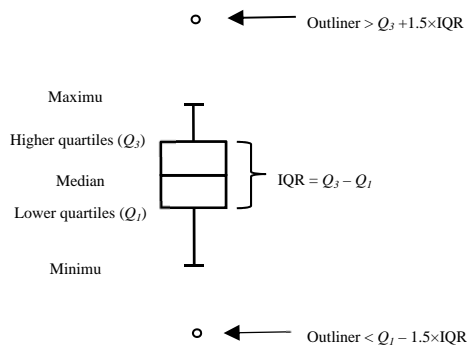 Outliner > Q3 +1.5×IQR
Maximu
Higher quartiles (Q3)
Median
IQR = Q3 – Q1
Lower quartiles (Q1)
Minimu
Outliner < Q1 – 1.5×IQR